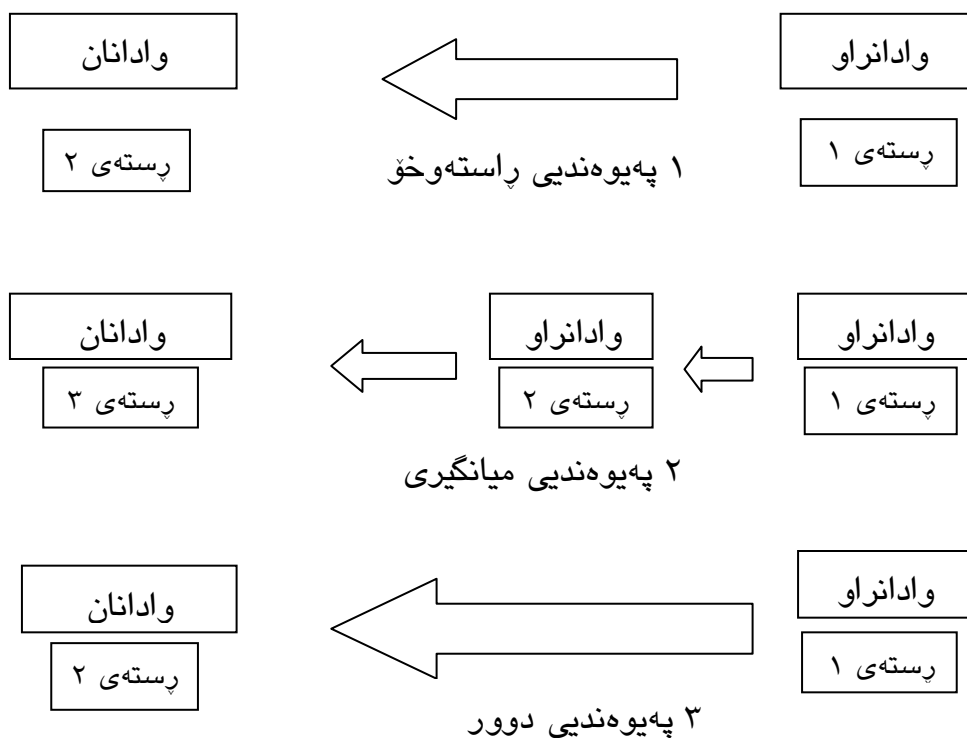 وادانراو
وادانان
ڕستەی ١
ڕستەی ٢
١ پەیوەندیی ڕاستەوخۆ
وادانراو
وادانراو
وادانان
ڕستەی ١
ڕستەی ٢
ڕستەی ٣
٢ پەیوەندیی میانگیری
وادانراو
وادانان
ڕستەی ١
ڕستەی ٢
٣ پەیوەندیی دوور